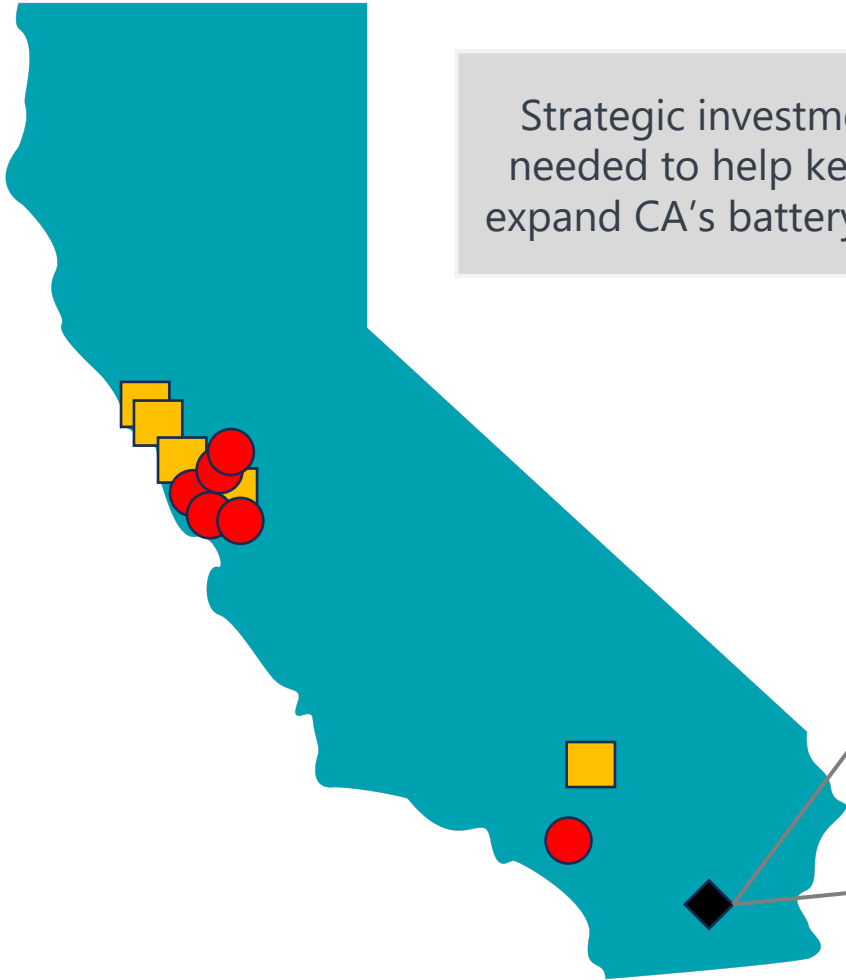 Strategic investme
needed to help ke
expand CA’s battery